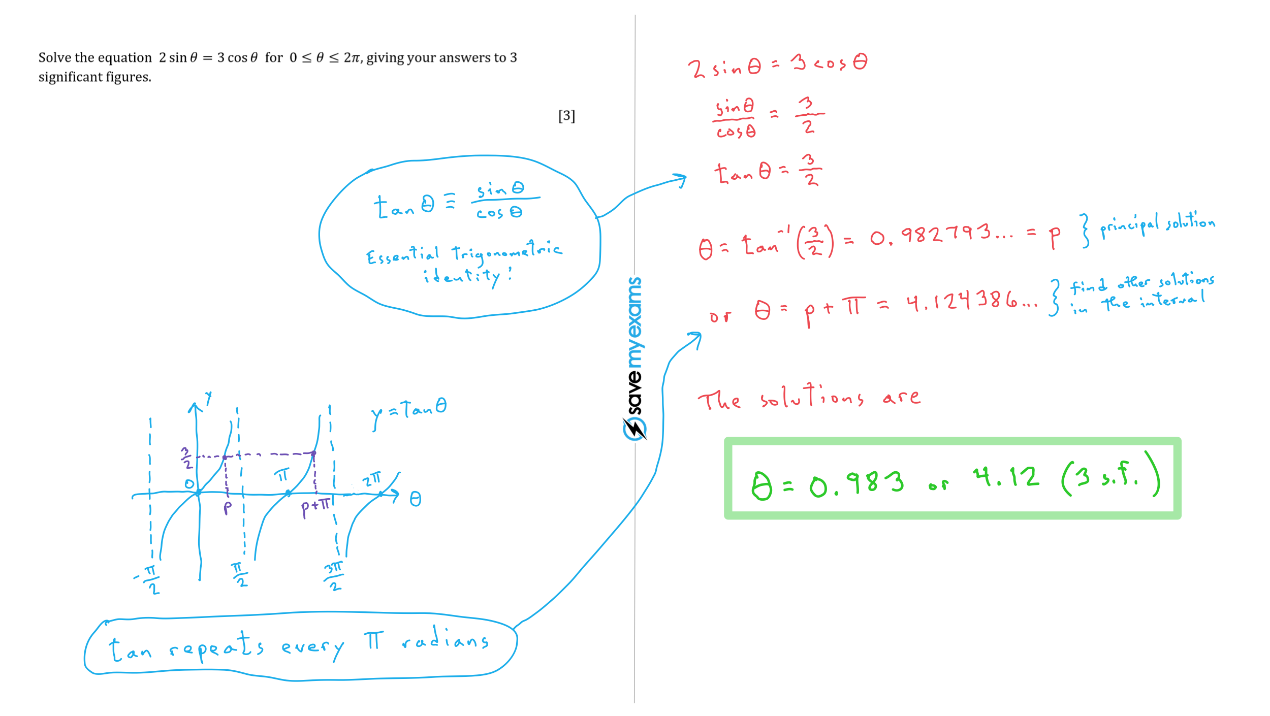 Solve the equation 2 sin θ = 3 cos θ for 0 ≤ θ ≤ 2π, giving your answers to 3
significant figures.
[3]
tan θ ≡ sin θ / cos θ
Essential trigonometric
identity!
y
y = tan θ
3/2
0
π
2π
θ
p
p+π
-π/2
π/2
3π/2
tan repeats every π radians
savemyexams
2 sin θ = 3 cos θ
sin θ / cos θ = 3/2
tan θ = 3/2
θ = tan⁻¹(3/2) = 0.982793... = p } principal solution
or θ = p + π = 4.124386... } find other solutions
in the interval
The solutions are
θ = 0.983 or 4.12 (3 s.f.)